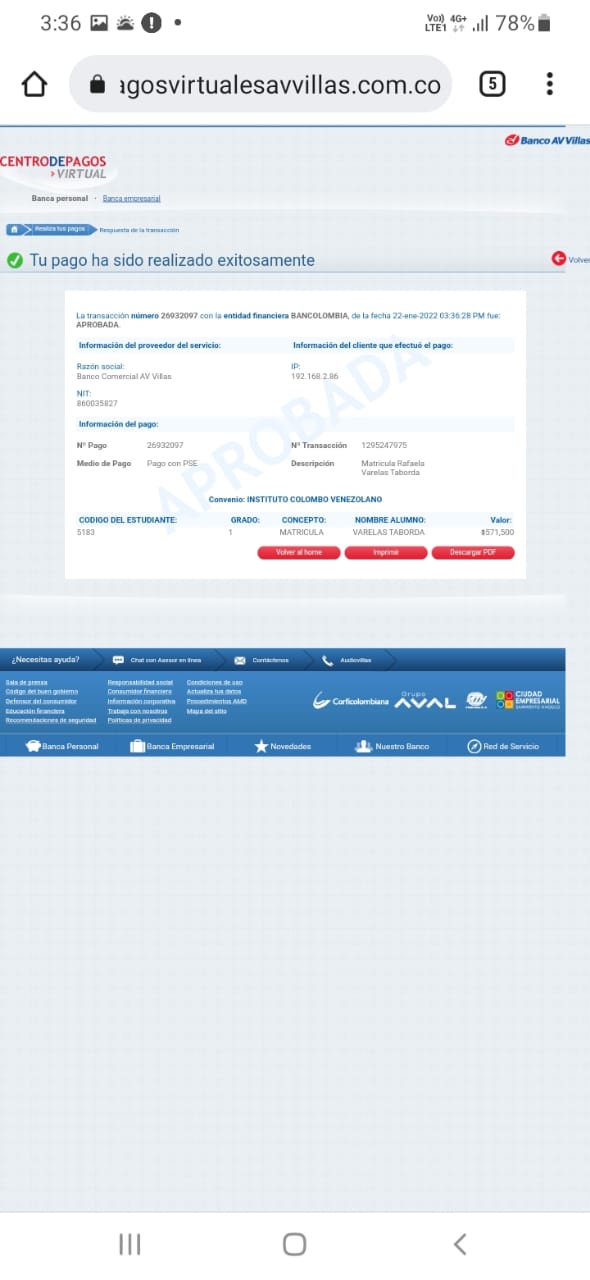 3:36
Vo) 4G+
LTE1
78%
agosvirtualesavvillas.com.co
5
Banco AV Villas
CENTRODEPAGOS
VIRTUAL
Banca personal · Banca empresarial
Realiza tus pagos Respuesta de la transacción
Tu pago ha sido realizado exitosamente
Volver
La transacción número 26932097 con la entidad financiera BANCOLOMBIA, de la fecha 22-ene-2022 03:36:28 PM fue:
APROBADA.
Información del proveedor del servicio: Información del cliente que efectuó el pago:
Razón social: IP:
Banco Comercial AV Villas 192.168.2.86
NIT:
860035827
Información del pago:
Nº Pago 26932097 Nº Transacción 1295247975
Medio de Pago Pago con PSE Descripción Matricula Rafaela
Varelas Taborda
APROBADA
Convenio: INSTITUTO COLOMBO VENEZOLANO
CODIGO DEL ESTUDIANTE: GRADO: CONCEPTO: NOMBRE ALUMNO: Valor:
5183 1 MATRICULA VARELAS TABORDA $571,500
Volver al home Imprimir Descargar PDF
¿Necesitas ayuda? Chat con Asesor en línea Contáctenos Audiovillas
Sala de prensa Responsabilidad social Condiciones de uso
Código del buen gobierno Consumidor financiero Actualiza tus datos
Defensor del consumidor Información corporativa Procedimientos AMD
Educación financiera Trabaja con nosotros Mapa del sitio
Recomendaciones de seguridad Políticas de privacidad
Corficolombiana
Grupo
AVAL
CIUDAD
EMPRESARIAL
SARMIENTO ANGULO
Banca Personal Banca Empresarial Novedades Nuestro Banco Red de Servicio